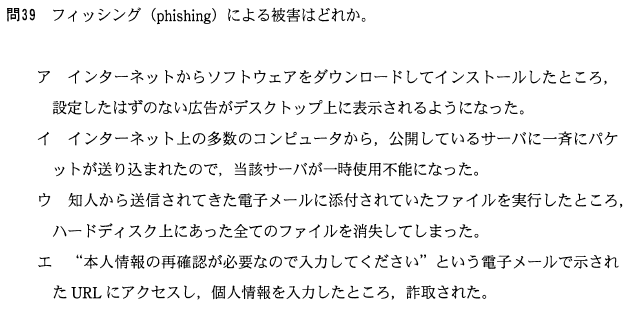 問39　フィッシング（phishing）による被害はどれか。
ア　インターネットからソフトウェアをダウンロードしてインストールしたところ，
設定したはずのない広告がデスクトップ上に表示されるようになった。
イ　インターネット上の多数のコンピュータから，公開しているサーバに一斉にパケ
ットが送り込まれたので，当該サーバが一時使用不能になった。
ウ　知人から送信されてきた電子メールに添付されていたファイルを実行したところ，
ハードディスク上にあった全てのファイルを消失してしまった。
エ　“本人情報の再確認が必要なので入力してください”という電子メールで示され
た URL にアクセスし，個人情報を入力したところ，詐取された。